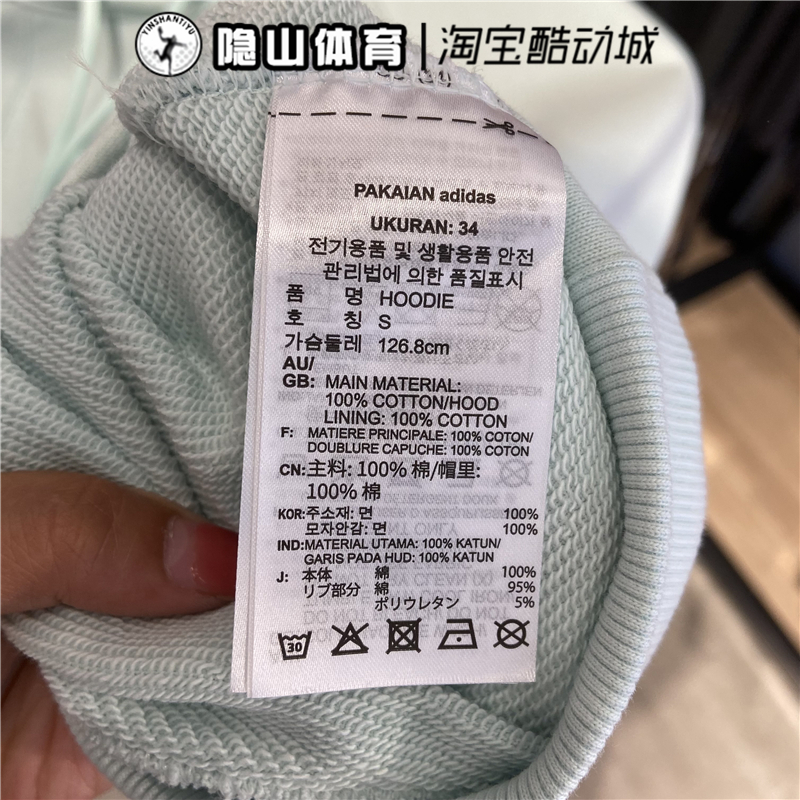 YINSHANTIYU
隐山体育|淘宝酷动城
PAKAIAN adidas
UKURAN: 34
전기용품 및 생활용품 안전
관리법에 의한 품질표시
품 명 HOODIE
호 칭 S
가슴둘레 126.8cm
AU/
GB: MAIN MATERIAL:
100% COTTON/HOOD
LINING: 100% COTTON
F: MATIERE PRINCIPALE: 100% COTON/
DOUBLURE CAPUCHE: 100% COTON
CN:主料: 100% 棉/帽里:
100% 棉
KOR:주소재: 면 100%
모자안감: 면 100%
IND:MATERIAL UTAMA: 100% KATUN/
GARIS PADA HUD: 100% KATUN
J: 本体 綿 100%
リブ部分 綿 95%
ポリウレタン 5%
30